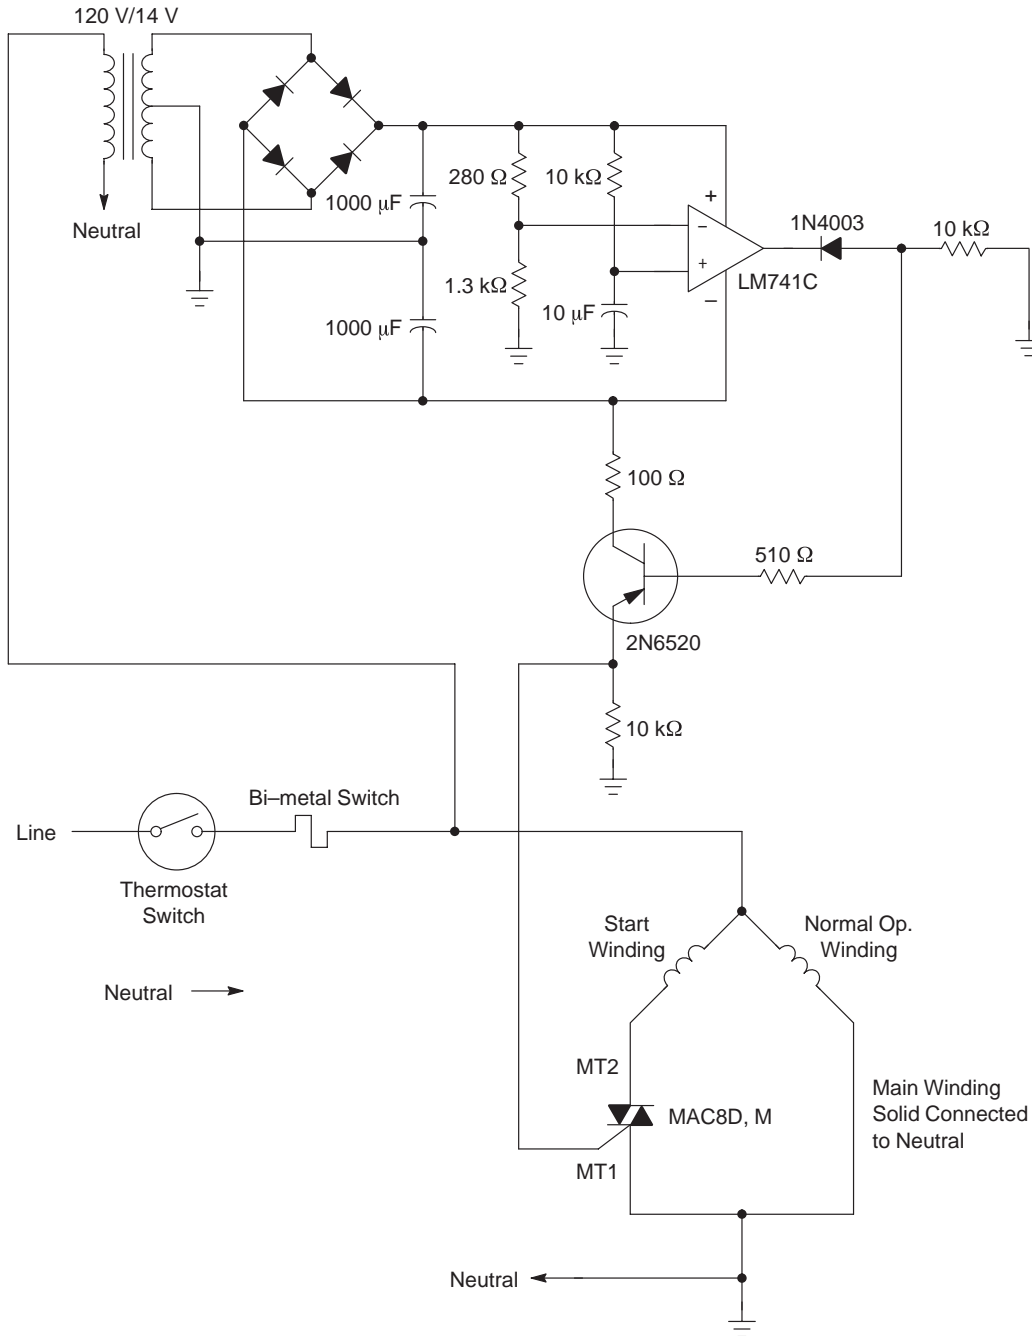 120 V/14 V
Neutral
1000 µF
1000 µF
280 Ω
10 kΩ
1.3 kΩ
10 µF
+
−
+
−
LM741C
1N4003
10 kΩ
100 Ω
510 Ω
2N6520
10 kΩ
Line
Bi–metal Switch
Thermostat
Switch
Neutral
Start
Winding
Normal Op.
Winding
MT2
MAC8D, M
MT1
Main Winding
Solid Connected
to Neutral
Neutral